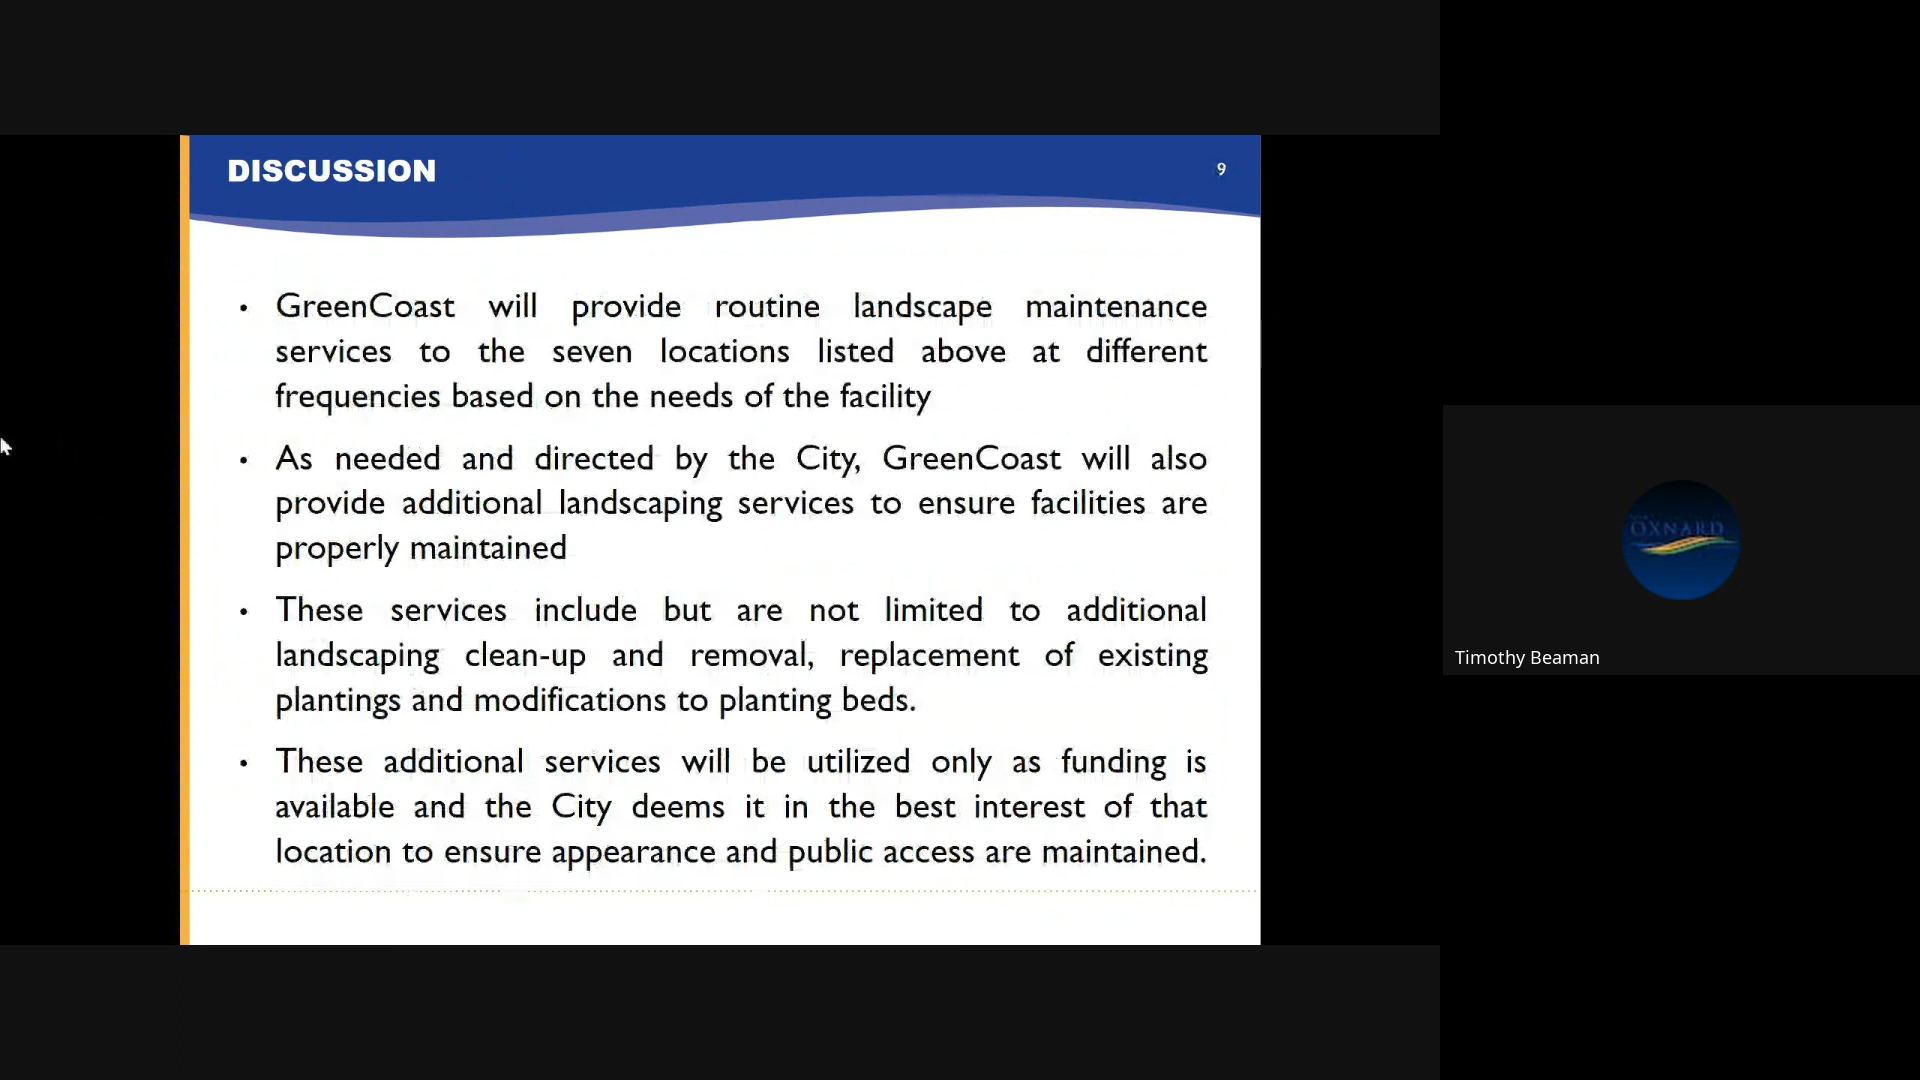 DISCUSSION
9
• GreenCoast will provide routine landscape maintenance
services to the seven locations listed above at different
frequencies based on the needs of the facility
• As needed and directed by the City, GreenCoast will also
provide additional landscaping services to ensure facilities are
properly maintained
• These services include but are not limited to additional
landscaping clean-up and removal, replacement of existing
plantings and modifications to planting beds.
• These additional services will be utilized only as funding is
available and the City deems it in the best interest of that
location to ensure appearance and public access are maintained.
OXNARD
Timothy Beaman